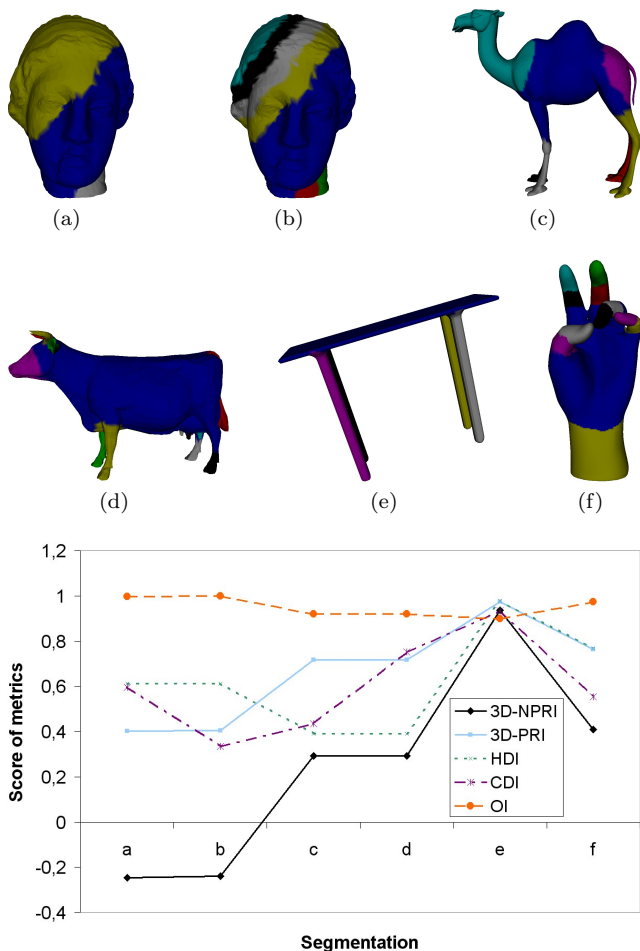 (a) (b) (c)
(d) (e) (f)
1,2
1
0,8
0,6
0,4
0,2
0
-0,2
-0,4
Score of metrics
3D-NPRI
3D-PRI
HDI
CDI
OI
a b c d e f
Segmentation